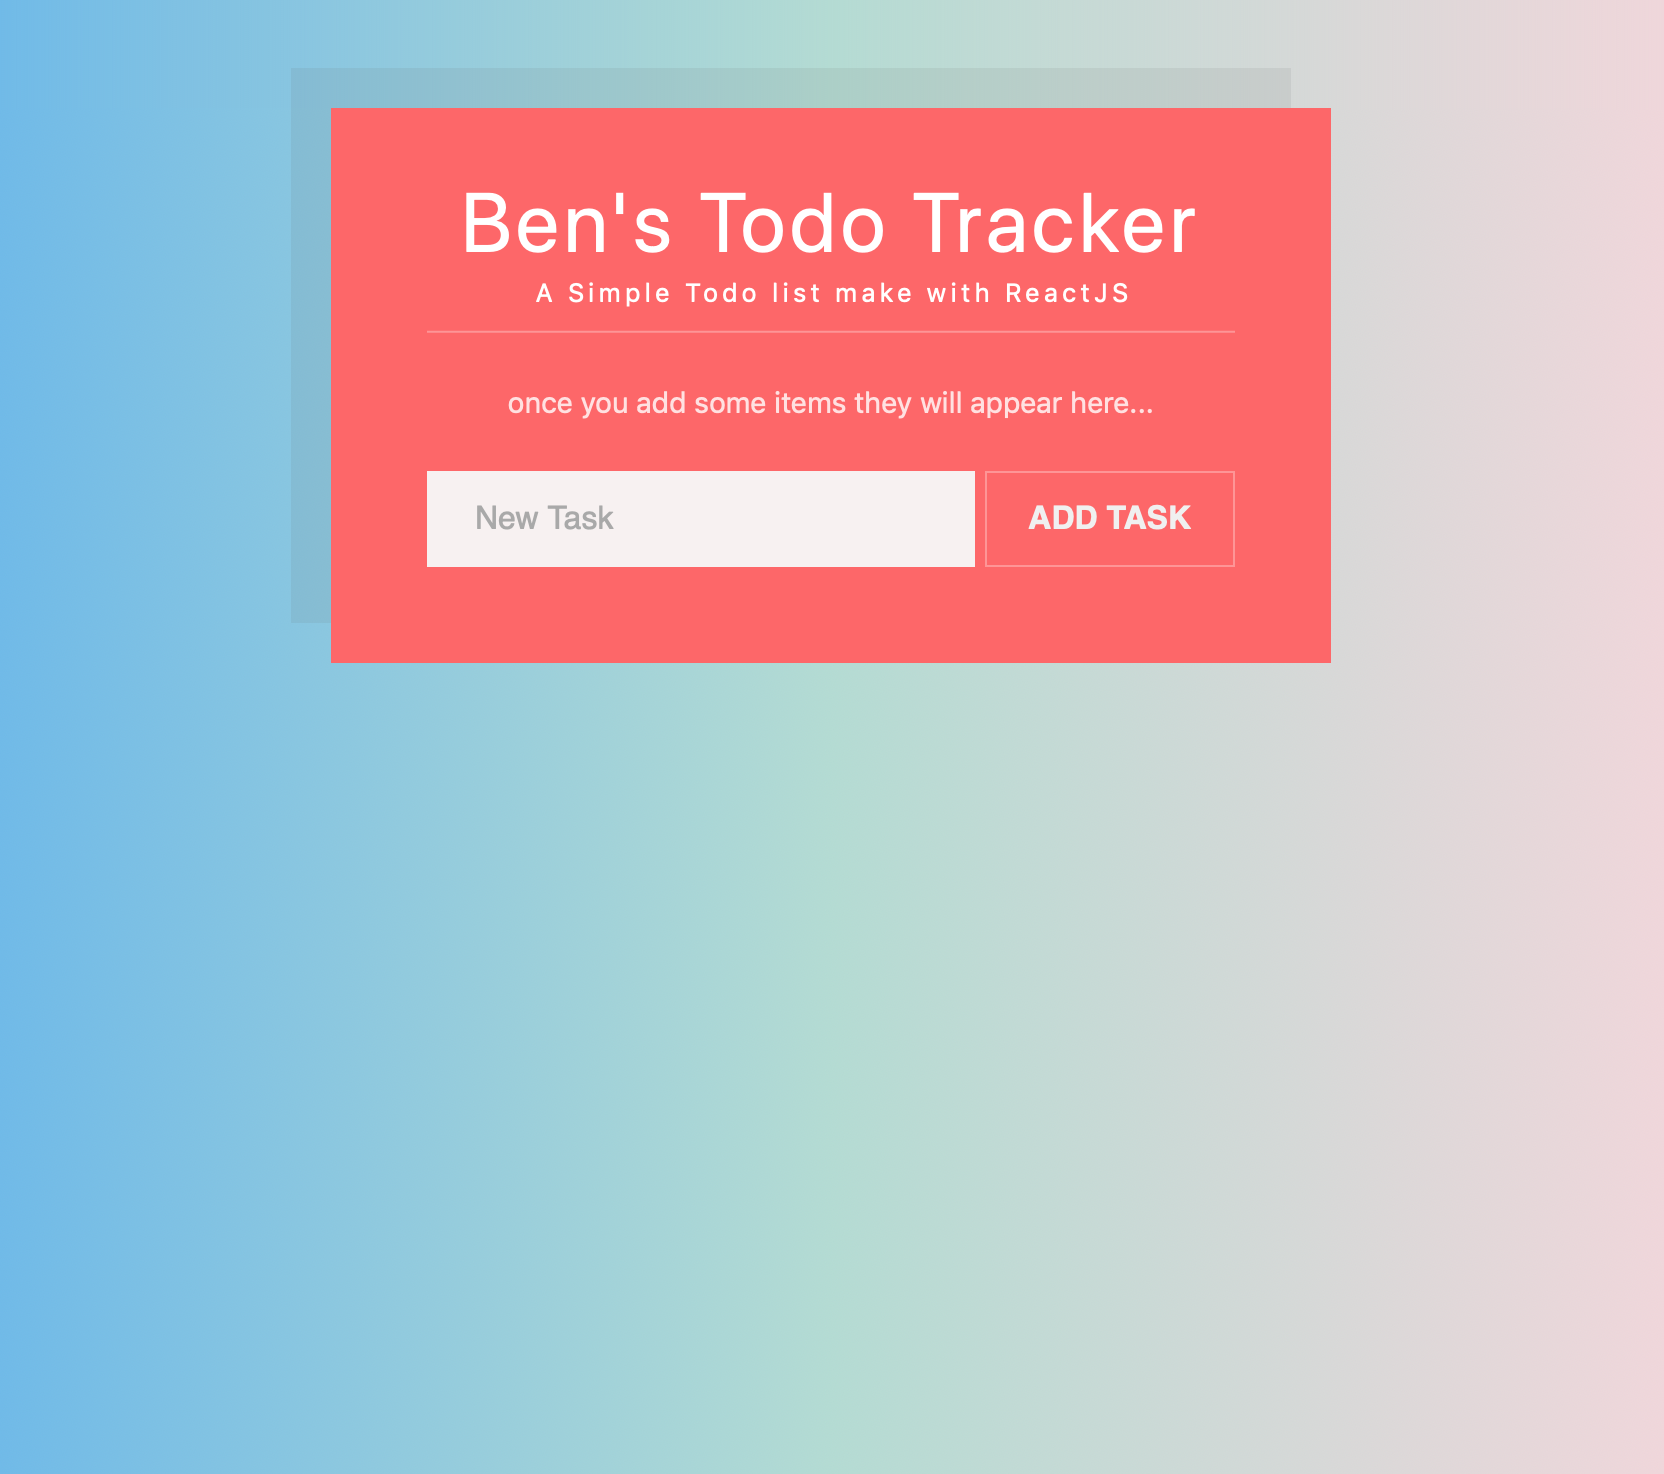 Ben's Todo Tracker
A Simple Todo list make with ReactJS
once you add some items they will appear here...
New Task
ADD TASK